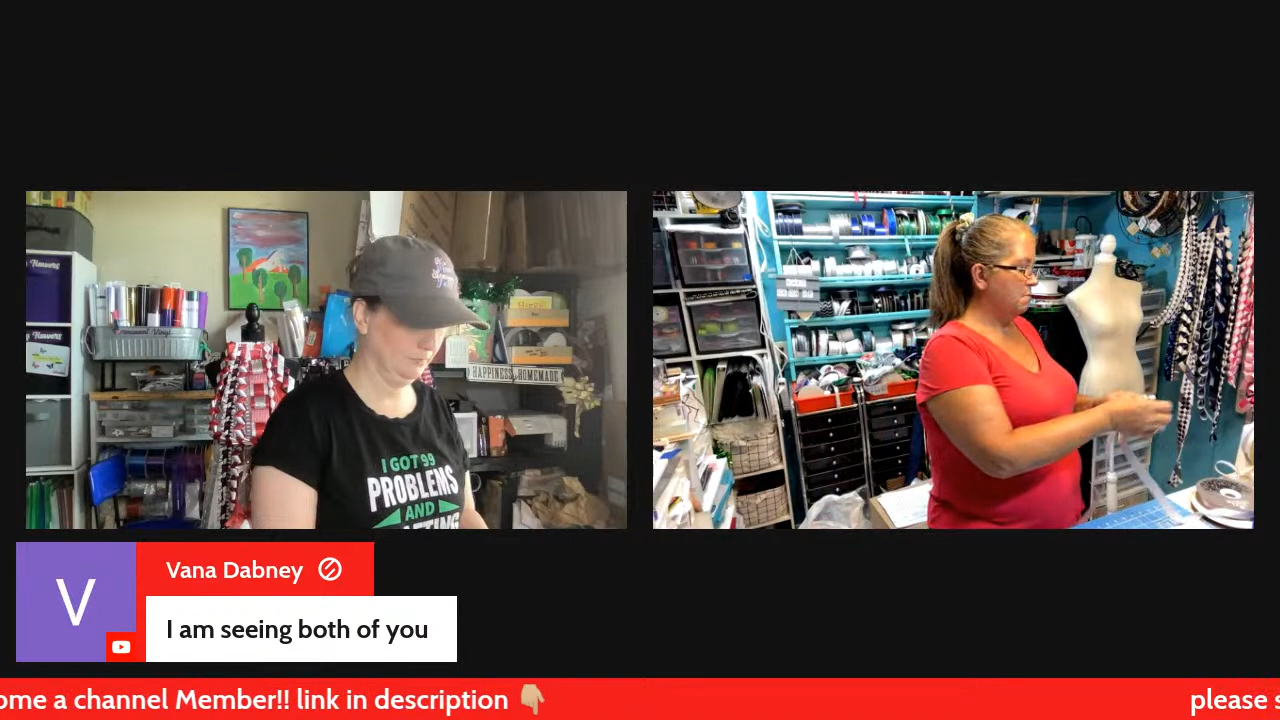 HAPPINESS HOMEMADE
I GOT 99
PROBLEMS
AND
V
Vana Dabney
I am seeing both of you
ome a channel Member!! link in description 👇🏼
please s